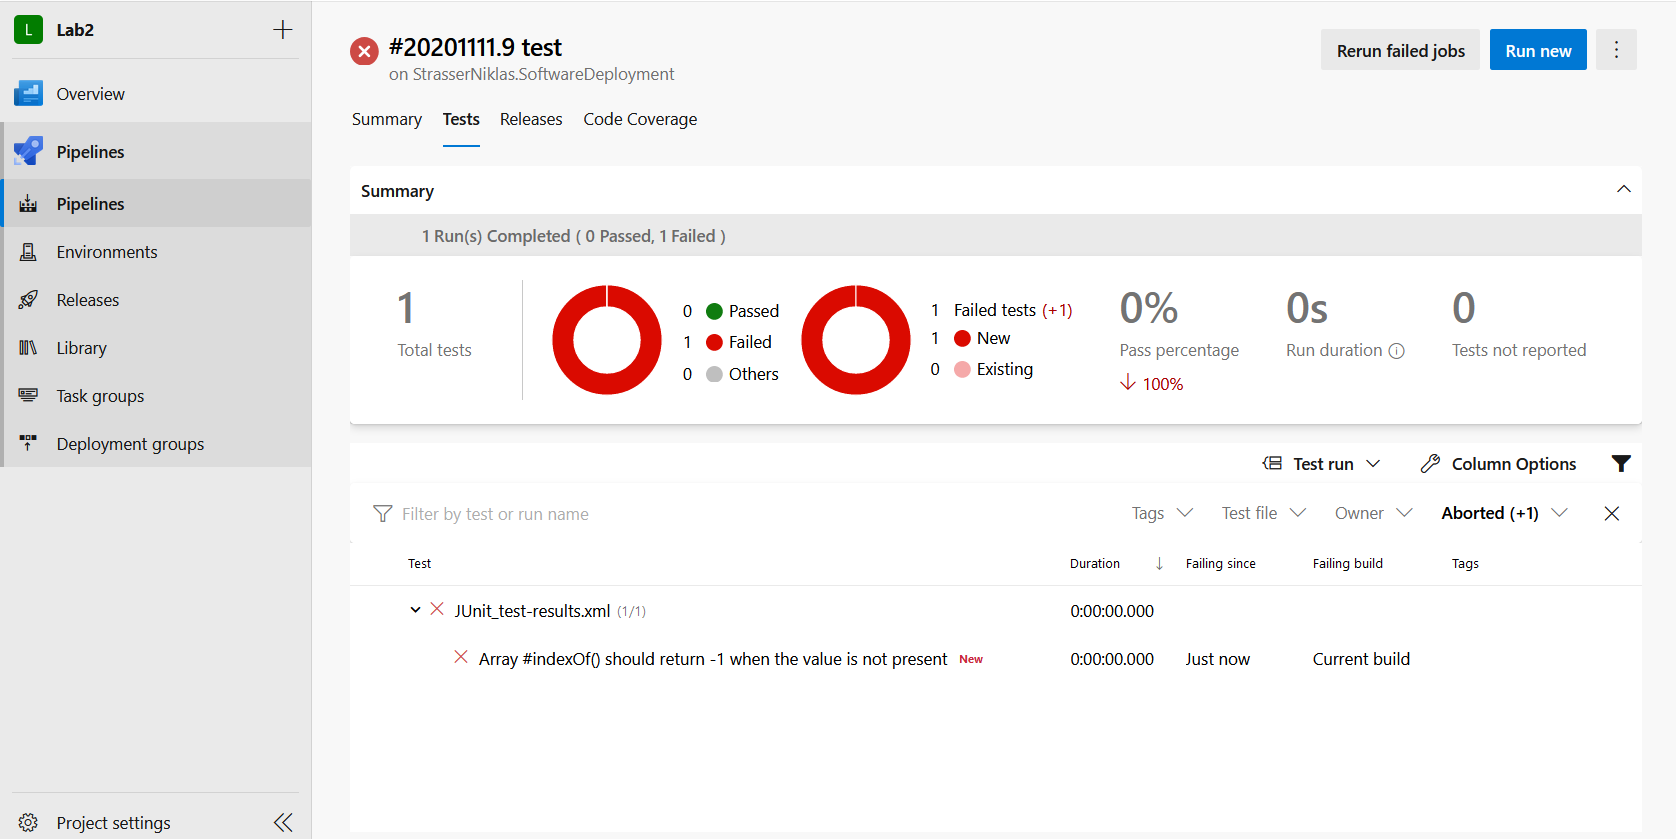 L Lab2
Overview
Pipelines
Pipelines
Environments
Releases
Library
Task groups
Deployment groups
Project settings
#20201111.9 test
on StrasserNiklas.SoftwareDeployment
Rerun failed jobs
Run new
Summary Tests Releases Code Coverage
Summary
1 Run(s) Completed ( 0 Passed, 1 Failed )
1
Total tests
0 Passed
1 Failed
0 Others
1 Failed tests (+1)
1 New
0 Existing
0%
Pass percentage
100%
0s
Run duration
0
Tests not reported
Test run Column Options
Filter by test or run name Tags Test file Owner Aborted (+1)
Test Duration Failing since Failing build Tags
JUnit_test-results.xml (1/1) 0:00:00.000
Array #indexOf() should return -1 when the value is not present New 0:00:00.000 Just now Current build